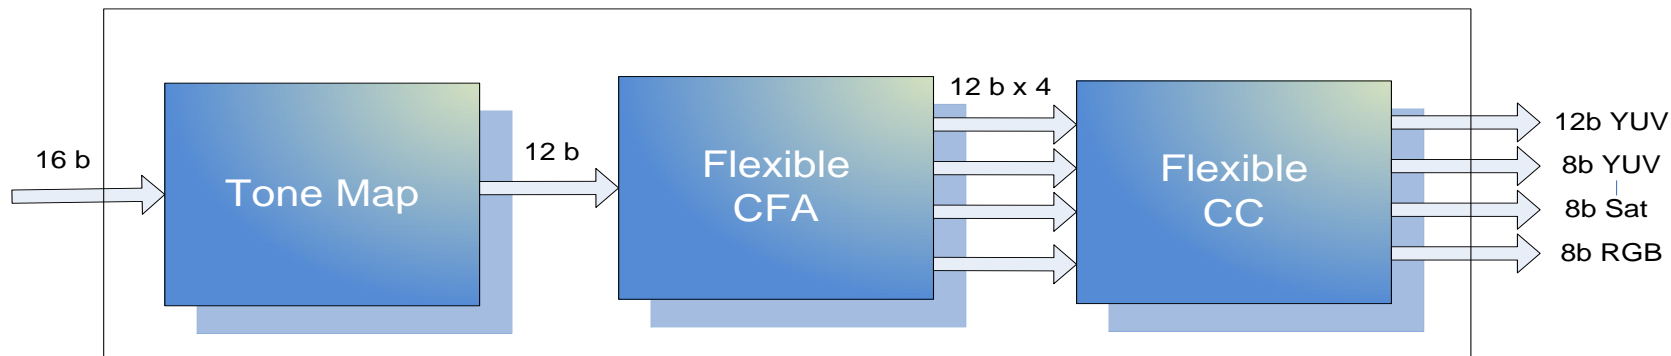 16 b
Tone Map
12 b
Flexible
CFA
12 b x 4
Flexible
CC
12b YUV
8b YUV
8b Sat
8b RGB